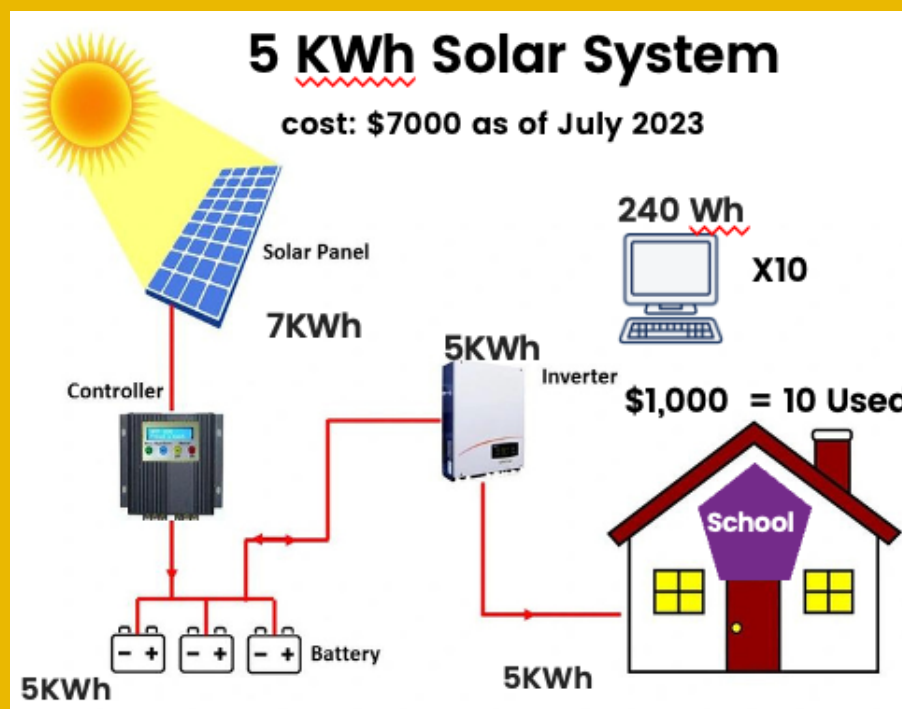 5 KWh Solar System
cost: $7000 as of July 2023
240 Wh
X10
Solar Panel
7KWh
5KWh
Inverter
Controller
$1,000 = 10 Used
School
Battery
5KWh
5KWh